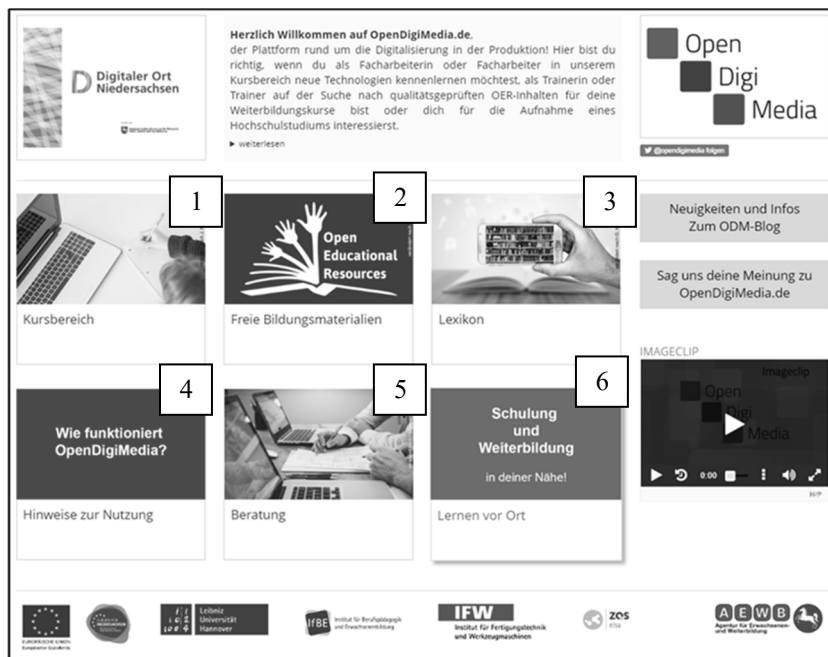 Digitaler Ort
Niedersachsen
Herzlich Willkommen auf OpenDigiMedia.de,
der Plattform rund um die Digitalisierung in der Produktion! Hier bist du
richtig, wenn du als Facharbeiterin oder Facharbeiter in unserem
Kursbereich neue Technologien kennenlernen möchtest, als Trainerin oder
Trainer auf der Suche nach qualitätsgeprüften OER-Inhalten für deine
Weiterbildungskurse bist oder dich für die Aufnahme eines
Hochschulstudiums interessierst.
► weiterlesen
Open
Digi
Media
@opendigimedia folgen
1
2
3
Open
Educational
Resources
Kursbereich
Freie Bildungsmaterialien
Lexikon
Neuigkeiten und Infos
Zum ODM-Blog
Sag uns deine Meinung zu
OpenDigiMedia.de
IMAGECLIP
Imageclip
Open
Digi
Media
0:00
4
5
6
Wie funktioniert
OpenDigiMedia?
Schulung
und
Weiterbildung
in deiner Nähe!
Hinweise zur Nutzung
Beratung
Lernen vor Ort
EUROPÄISCHE UNION
Leibniz
Universität
Hannover
IfBE
Institut für Berufspädagogik
und Erwachsenenbildung
IFW
Institut für Fertigungstechnik
und Werkzeugmaschinen
zqs
elsa
AEWB
Agentur für Erwachsenen-
und Weiterbildung